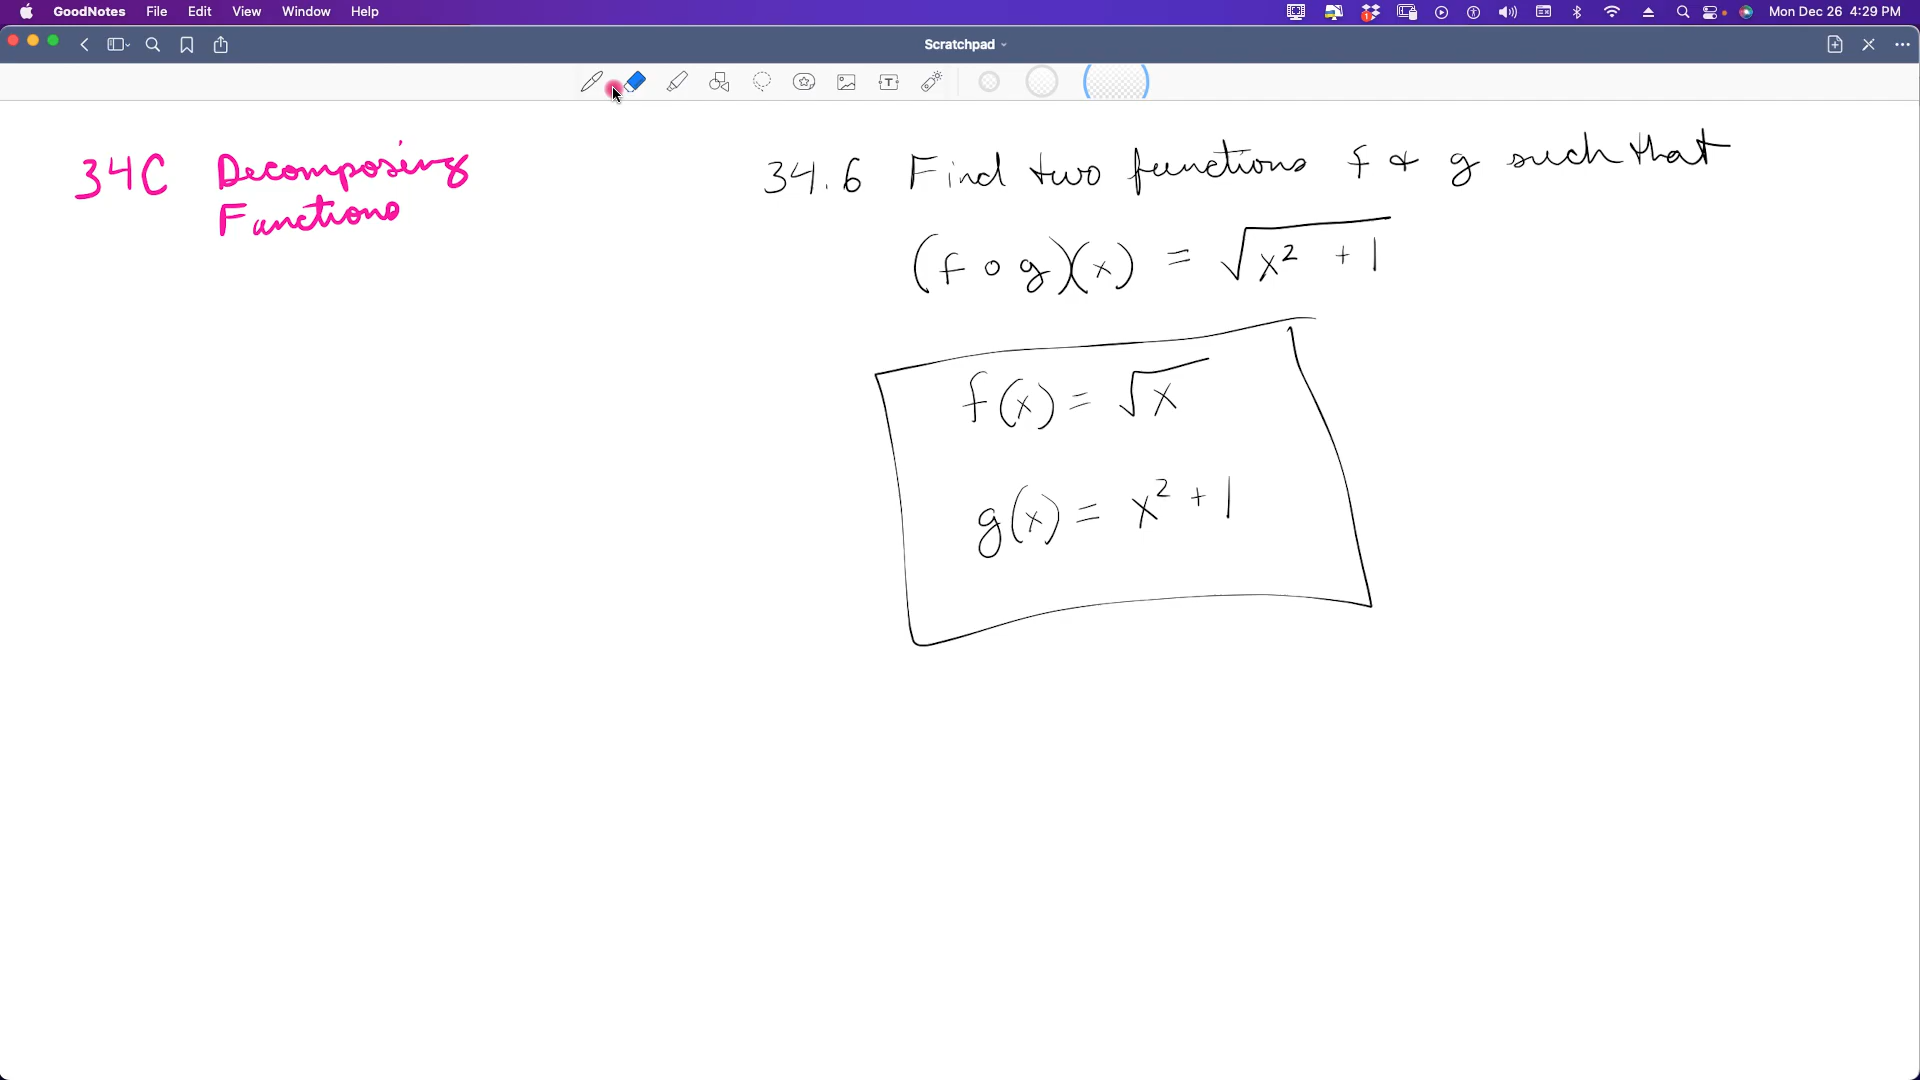 GoodNotes File Edit View Window Help Mon Dec 26 4:29 PM
Scratchpad
34C Decomposing
Functions
34.6 Find two functions f & g such that
(f o g)(x) = √x² + 1
f(x) = √x
g(x) = x² + 1